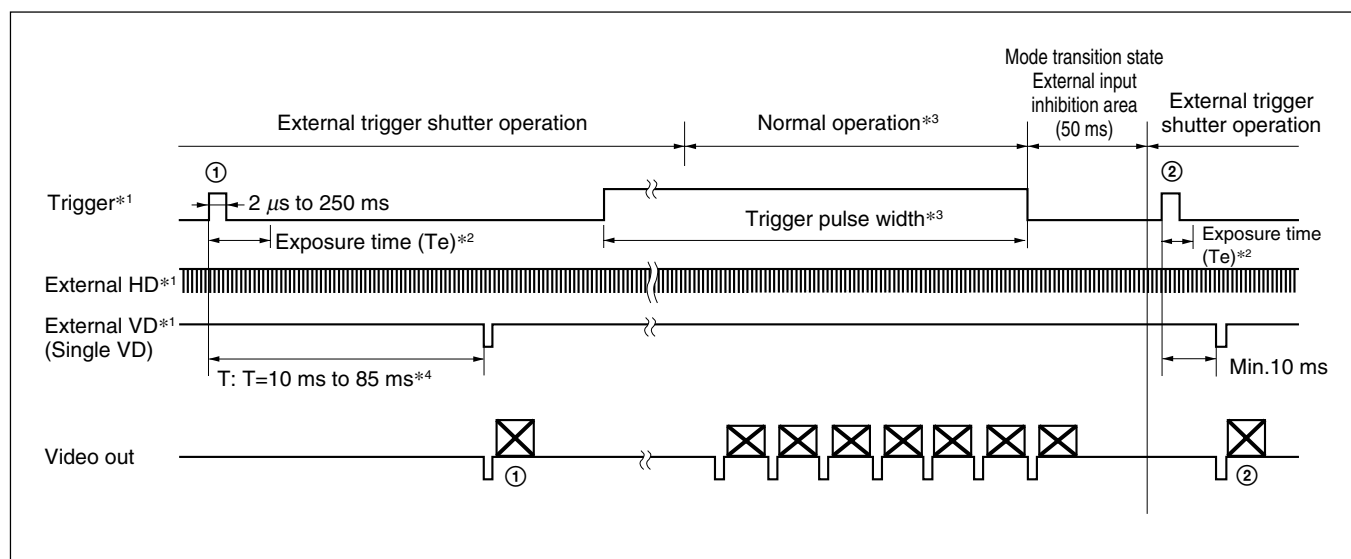 Mode transition state
External input
inhibition area
(50 ms)
External trigger shutter operation
Normal operation*3
External trigger
shutter operation
①
②
Trigger*1
2 μs to 250 ms
Trigger pulse width*3
Exposure time (Te)*2
Exposure time
(Te)*2
External HD*1
External VD*1
(Single VD)
T: T=10 ms to 85 ms*4
Min.10 ms
Video out
①
②